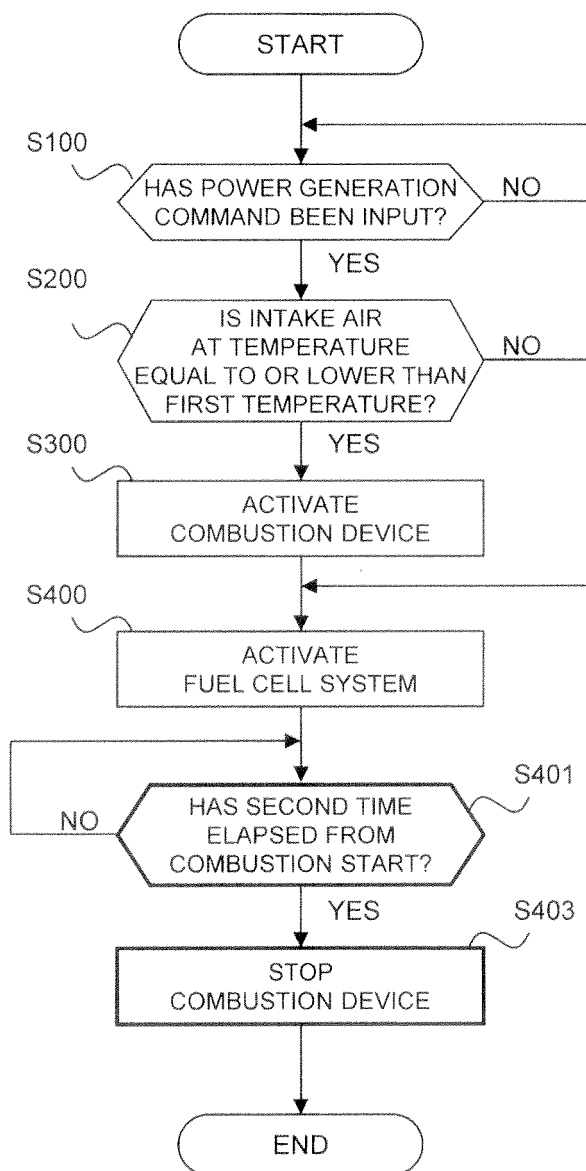 START
S100
HAS POWER GENERATION
COMMAND BEEN INPUT?
NO
YES
S200
IS INTAKE AIR
AT TEMPERATURE
EQUAL TO OR LOWER THAN
FIRST TEMPERATURE?
NO
YES
S300
ACTIVATE
COMBUSTION DEVICE
S400
ACTIVATE
FUEL CELL SYSTEM
S401
HAS SECOND TIME
ELAPSED FROM
COMBUSTION START?
NO
YES
S403
STOP
COMBUSTION DEVICE
END